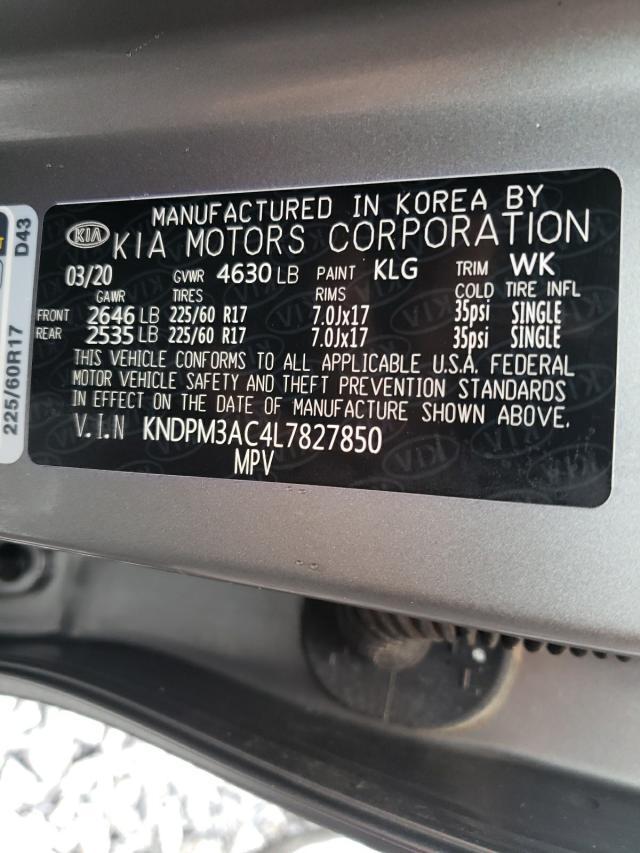 MANUFACTURED IN KOREA BY
KIA KIA MOTORS CORPORATION
03/20 GVWR 4630 LB PAINT KLG TRIM WK
GAWR TIRES RIMS COLD TIRE INFL
FRONT 2646 LB 225/60 R17 7.0Jx17 35psi SINGLE
REAR 2535 LB 225/60 R17 7.0Jx17 35psi SINGLE
THIS VEHICLE CONFORMS TO ALL APPLICABLE U.S.A. FEDERAL
MOTOR VEHICLE SAFETY AND THEFT PREVENTION STANDARDS
IN EFFECT ON THE DATE OF MANUFACTURE SHOWN ABOVE.
V.I.N KNDPM3AC4L7827850
MPV
225/60R17 D43